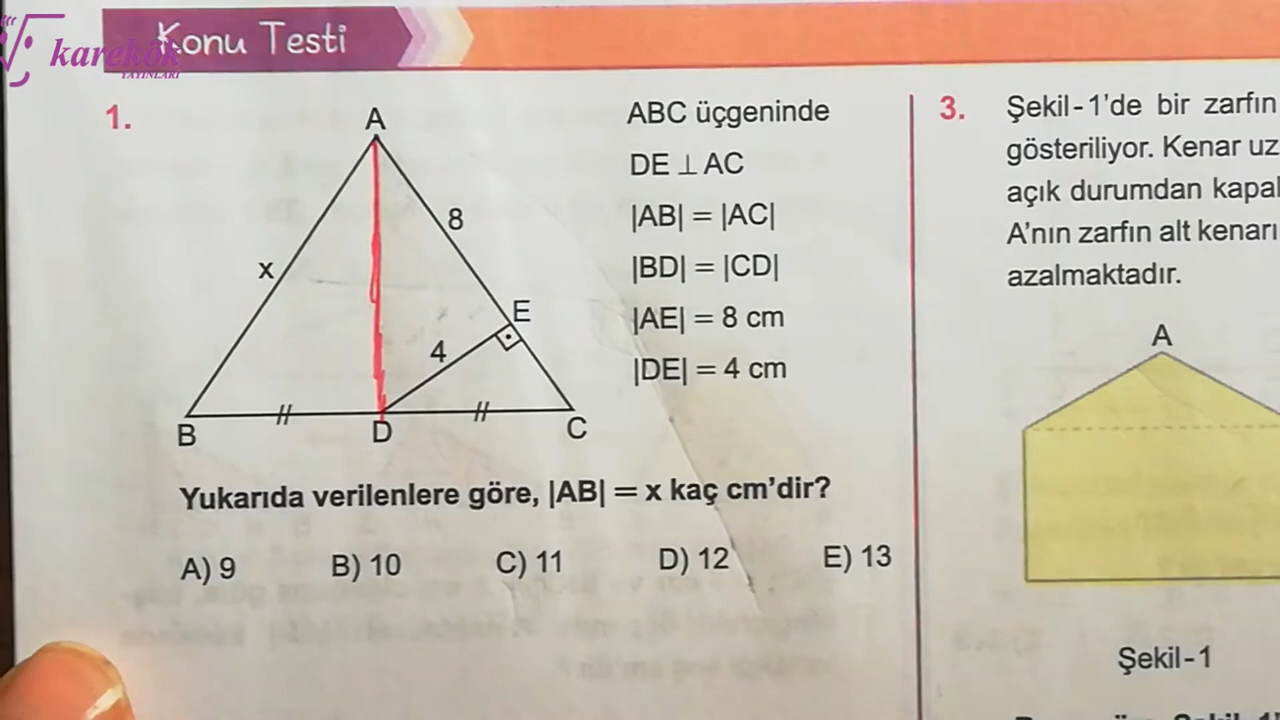 karekök
YAYINLARI
Konu Testi
1.
A
8
x
E
4
B
D
C
ABC üçgeninde
DE ⊥ AC
|AB| = |AC|
|BD| = |CD|
|AE| = 8 cm
|DE| = 4 cm
Yukarıda verilenlere göre, |AB| = x kaç cm'dir?
A) 9 B) 10 C) 11 D) 12 E) 13
3. Şekil-1'de bir zarfın
gösteriliyor. Kenar uz
açık durumdan kapal
A'nın zarfın alt kenarı
azalmaktadır.
A
Şekil-1